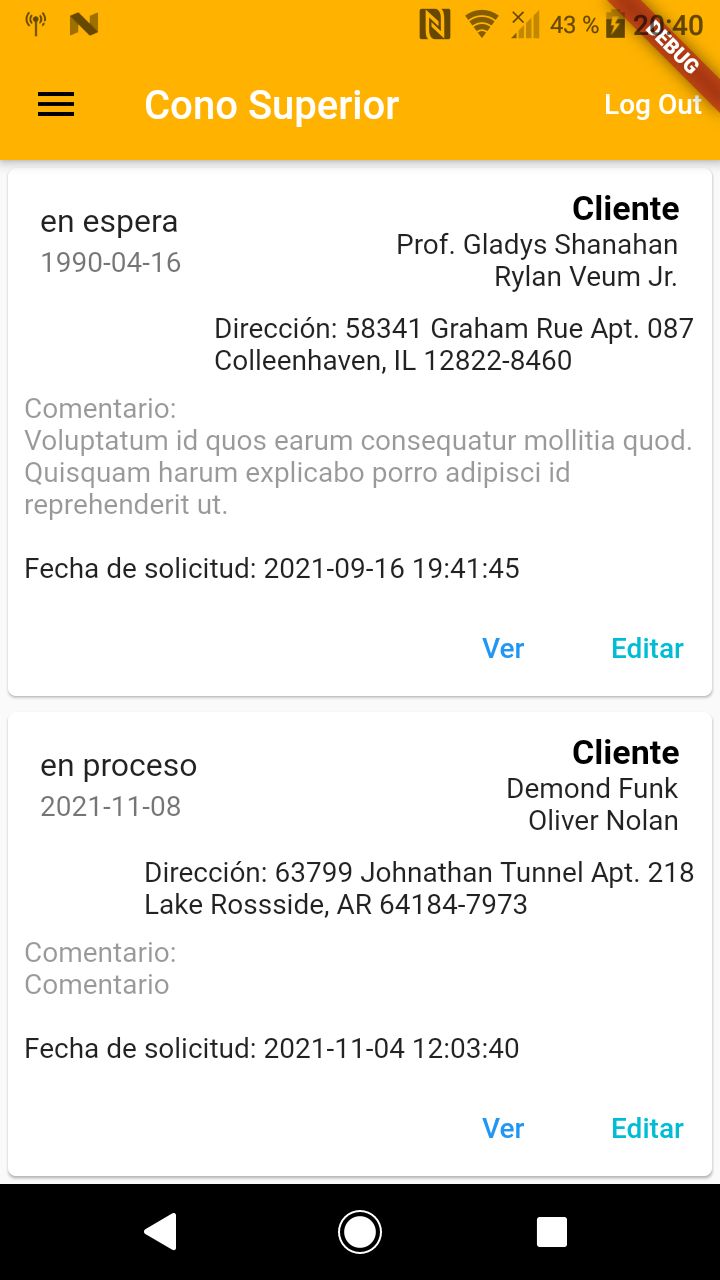 43 % 20:40
DEBUG
Cono Superior
Log Out
en espera
1990-04-16
Cliente
Prof. Gladys Shanahan
Rylan Veum Jr.
Dirección: 58341 Graham Rue Apt. 087
Colleenhaven, IL 12822-8460
Comentario:
Voluptatum id quos earum consequatur mollitia quod.
Quisquam harum explicabo porro adipisci id
reprehenderit ut.
Fecha de solicitud: 2021-09-16 19:41:45
Ver
Editar
en proceso
2021-11-08
Cliente
Demond Funk
Oliver Nolan
Dirección: 63799 Johnathan Tunnel Apt. 218
Lake Rossside, AR 64184-7973
Comentario:
Comentario
Fecha de solicitud: 2021-11-04 12:03:40
Ver
Editar